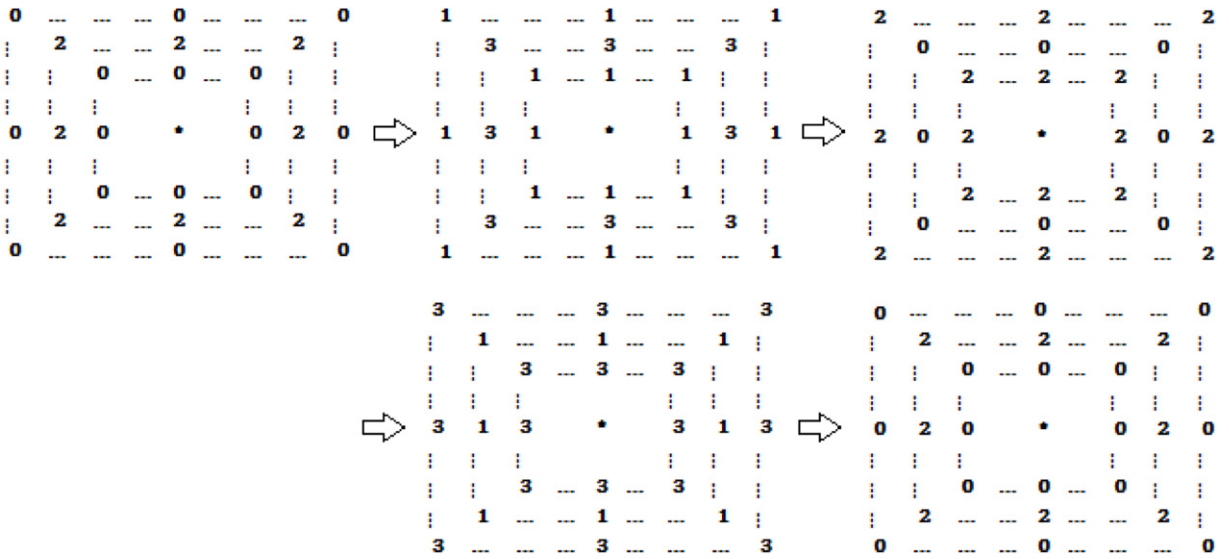 0 ... ... ... 0 ... ... ... 0    1 ... ... ... 1 ... ... ... 1    2 ... ... ... 2 ... ... ... 2
⋮ 2 ... ... 2 ... ... 2 ⋮    ⋮ 3 ... ... 3 ... ... 3 ⋮    ⋮ 0 ... ... 0 ... ... 0 ⋮
⋮ ⋮ 0 ... 0 ... 0 ⋮ ⋮    ⋮ ⋮ 1 ... 1 ... 1 ⋮ ⋮    ⋮ ⋮ 2 ... 2 ... 2 ⋮ ⋮
⋮ ⋮ ⋮ ⋮ ⋮ ⋮    ⋮ ⋮ ⋮ ⋮ ⋮ ⋮    ⋮ ⋮ ⋮ ⋮ ⋮ ⋮
0 2 0 * 0 2 0 ⇨ 1 3 1 * 1 3 1 ⇨ 2 0 2 * 2 0 2
⋮ ⋮ ⋮ ⋮ ⋮ ⋮    ⋮ ⋮ ⋮ ⋮ ⋮ ⋮    ⋮ ⋮ ⋮ ⋮ ⋮ ⋮
⋮ ⋮ 0 ... 0 ... 0 ⋮ ⋮    ⋮ ⋮ 1 ... 1 ... 1 ⋮ ⋮    ⋮ ⋮ 2 ... 2 ... 2 ⋮ ⋮
⋮ 2 ... ... 2 ... ... 2 ⋮    ⋮ 3 ... ... 3 ... ... 3 ⋮    ⋮ 0 ... ... 0 ... ... 0 ⋮
0 ... ... ... 0 ... ... ... 0    1 ... ... ... 1 ... ... ... 1    2 ... ... ... 2 ... ... ... 2
3 ... ... ... 3 ... ... ... 3    0 ... ... ... 0 ... ... ... 0
⋮ 1 ... ... 1 ... ... 1 ⋮    ⋮ 2 ... ... 2 ... ... 2 ⋮
⋮ ⋮ 3 ... 3 ... 3 ⋮ ⋮    ⋮ ⋮ 0 ... 0 ... 0 ⋮ ⋮
⋮ ⋮ ⋮ ⋮ ⋮ ⋮    ⋮ ⋮ ⋮ ⋮ ⋮ ⋮
⇨ 3 1 3 * 3 1 3 ⇨ 0 2 0 * 0 2 0
⋮ ⋮ ⋮ ⋮ ⋮ ⋮    ⋮ ⋮ ⋮ ⋮ ⋮ ⋮
⋮ ⋮ 3 ... 3 ... 3 ⋮ ⋮    ⋮ ⋮ 0 ... 0 ... 0 ⋮ ⋮
⋮ 1 ... ... 1 ... ... 1 ⋮    ⋮ 2 ... ... 2 ... ... 2 ⋮
3 ... ... ... 3 ... ... ... 3    0 ... ... ... 0 ... ... ... 0